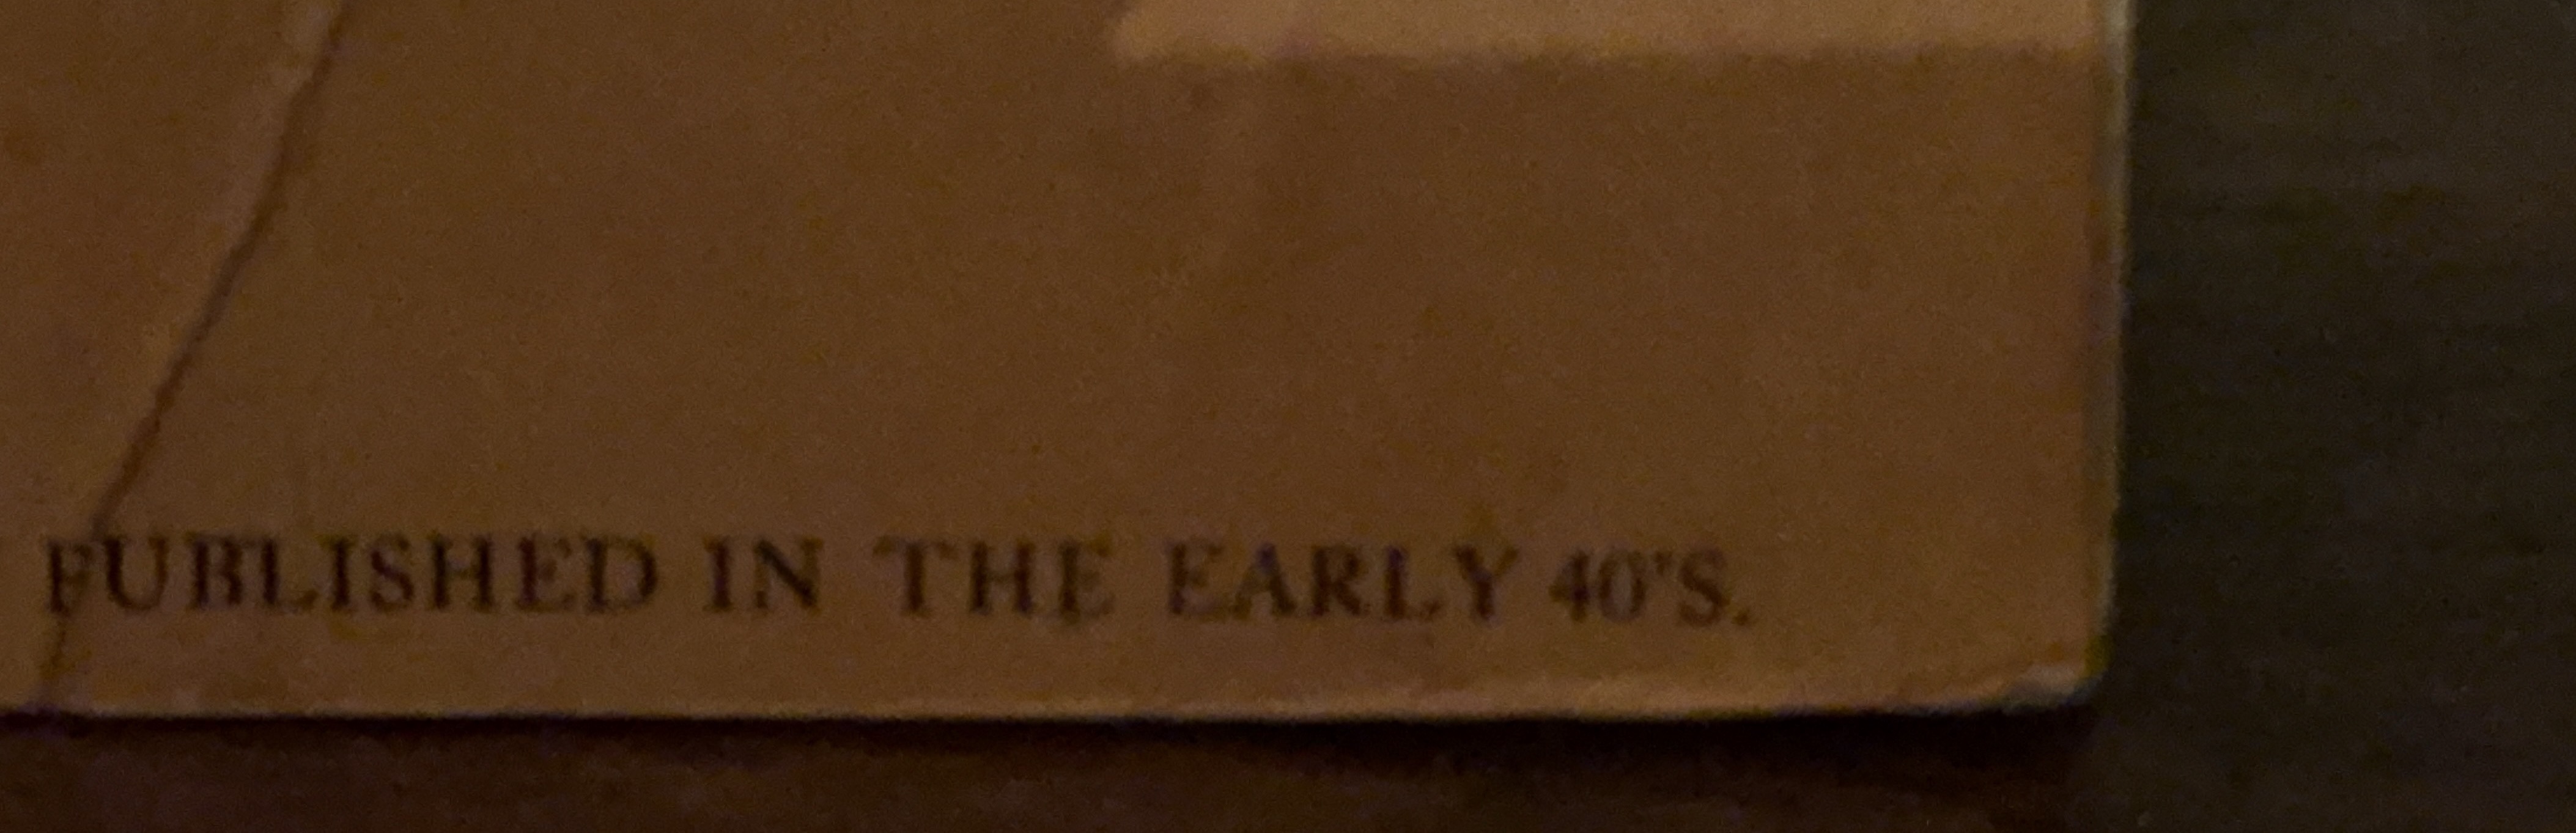 PUBLISHED IN THE EARLY 40'S.